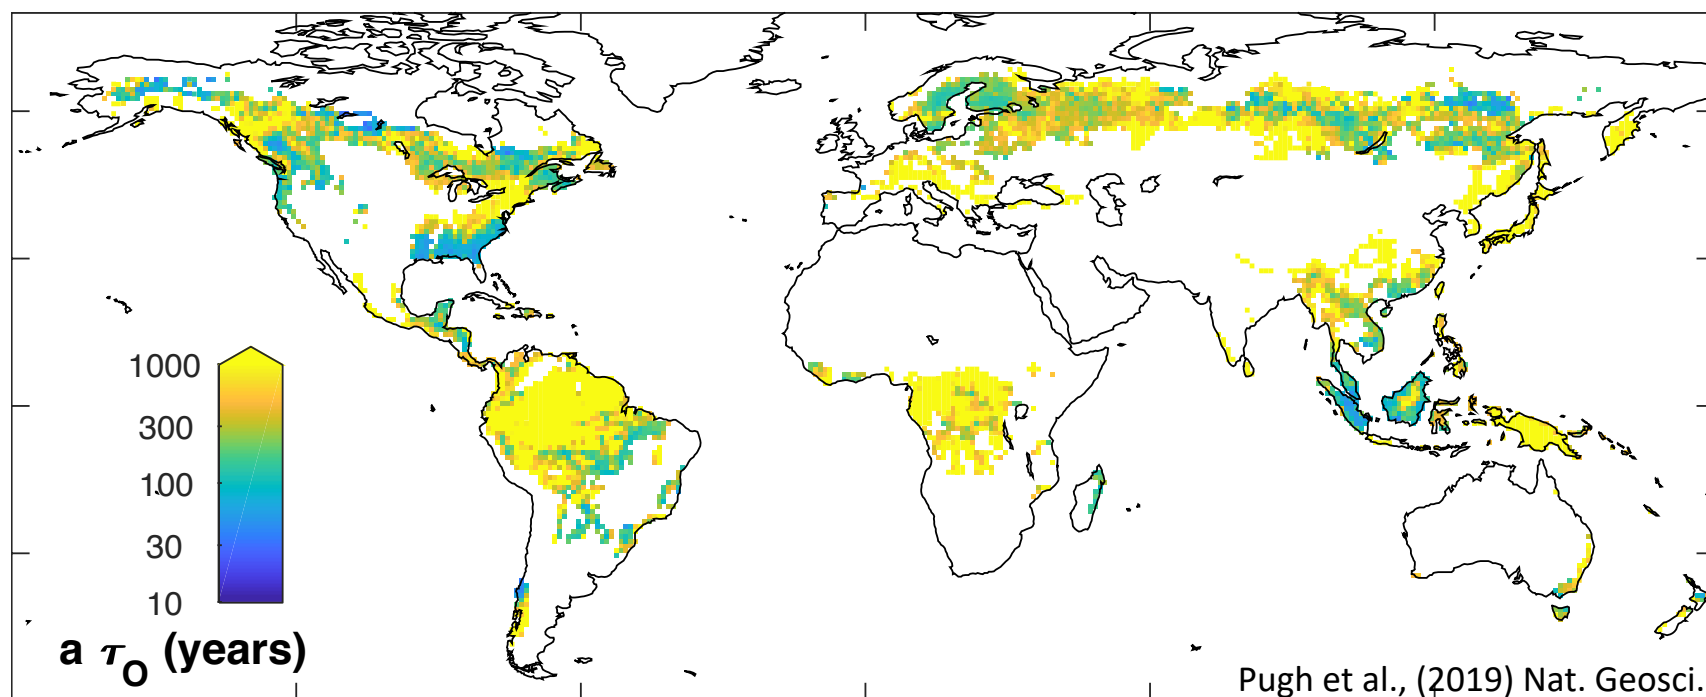 1000
300
100
30
10
a τO (years)
Pugh et al., (2019) Nat. Geosci.